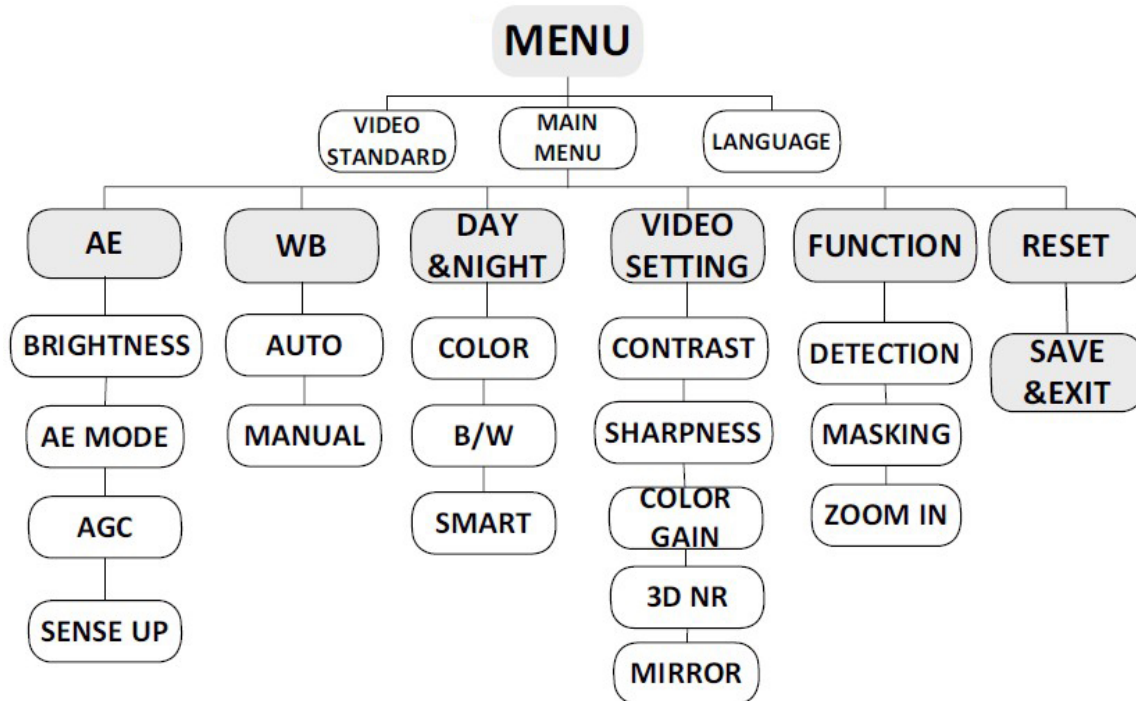 MENU
VIDEO
STANDARD
MAIN
MENU
LANGUAGE
AE
WB
DAY
&NIGHT
VIDEO
SETTING
FUNCTION
RESET
BRIGHTNESS
AE MODE
AGC
SENSE UP
AUTO
MANUAL
COLOR
B/W
SMART
CONTRAST
SHARPNESS
COLOR
GAIN
3D NR
MIRROR
DETECTION
MASKING
ZOOM IN
SAVE
&EXIT